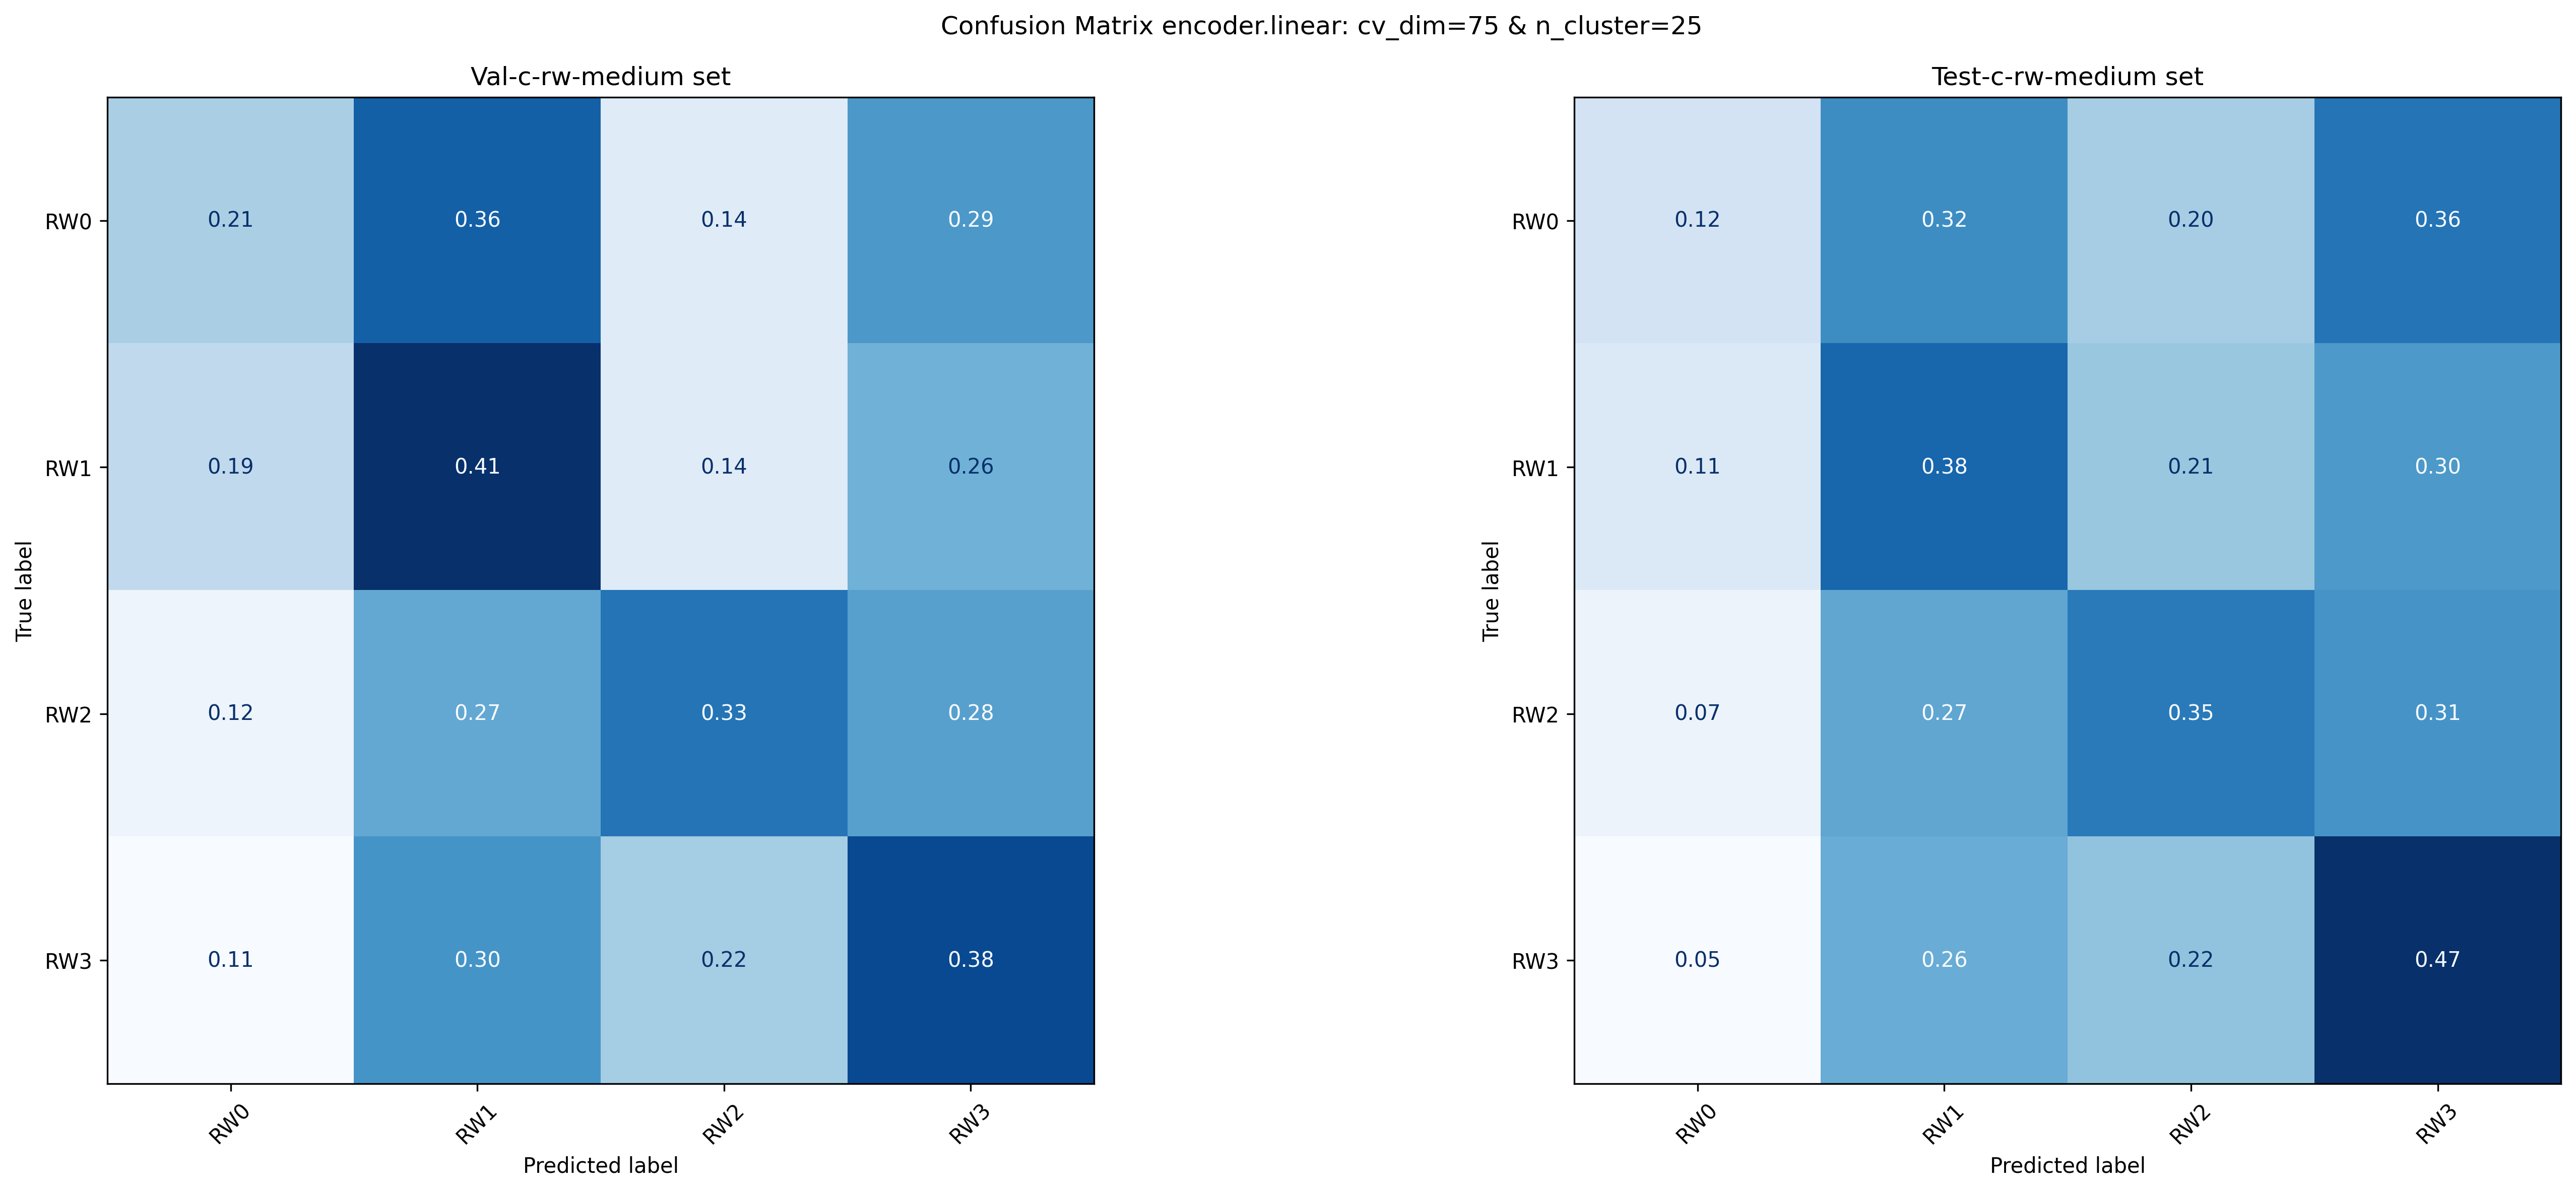 Confusion Matrix encoder.linear: cv_dim=75 & n_cluster=25
Val-c-rw-medium set
True label
RW0 0.21 0.36 0.14 0.29
RW1 0.19 0.41 0.14 0.26
RW2 0.12 0.27 0.33 0.28
RW3 0.11 0.30 0.22 0.38
RW0 RW1 RW2 RW3
Predicted label
Test-c-rw-medium set
True label
RW0 0.12 0.32 0.20 0.36
RW1 0.11 0.38 0.21 0.30
RW2 0.07 0.27 0.35 0.31
RW3 0.05 0.26 0.22 0.47
RW0 RW1 RW2 RW3
Predicted label